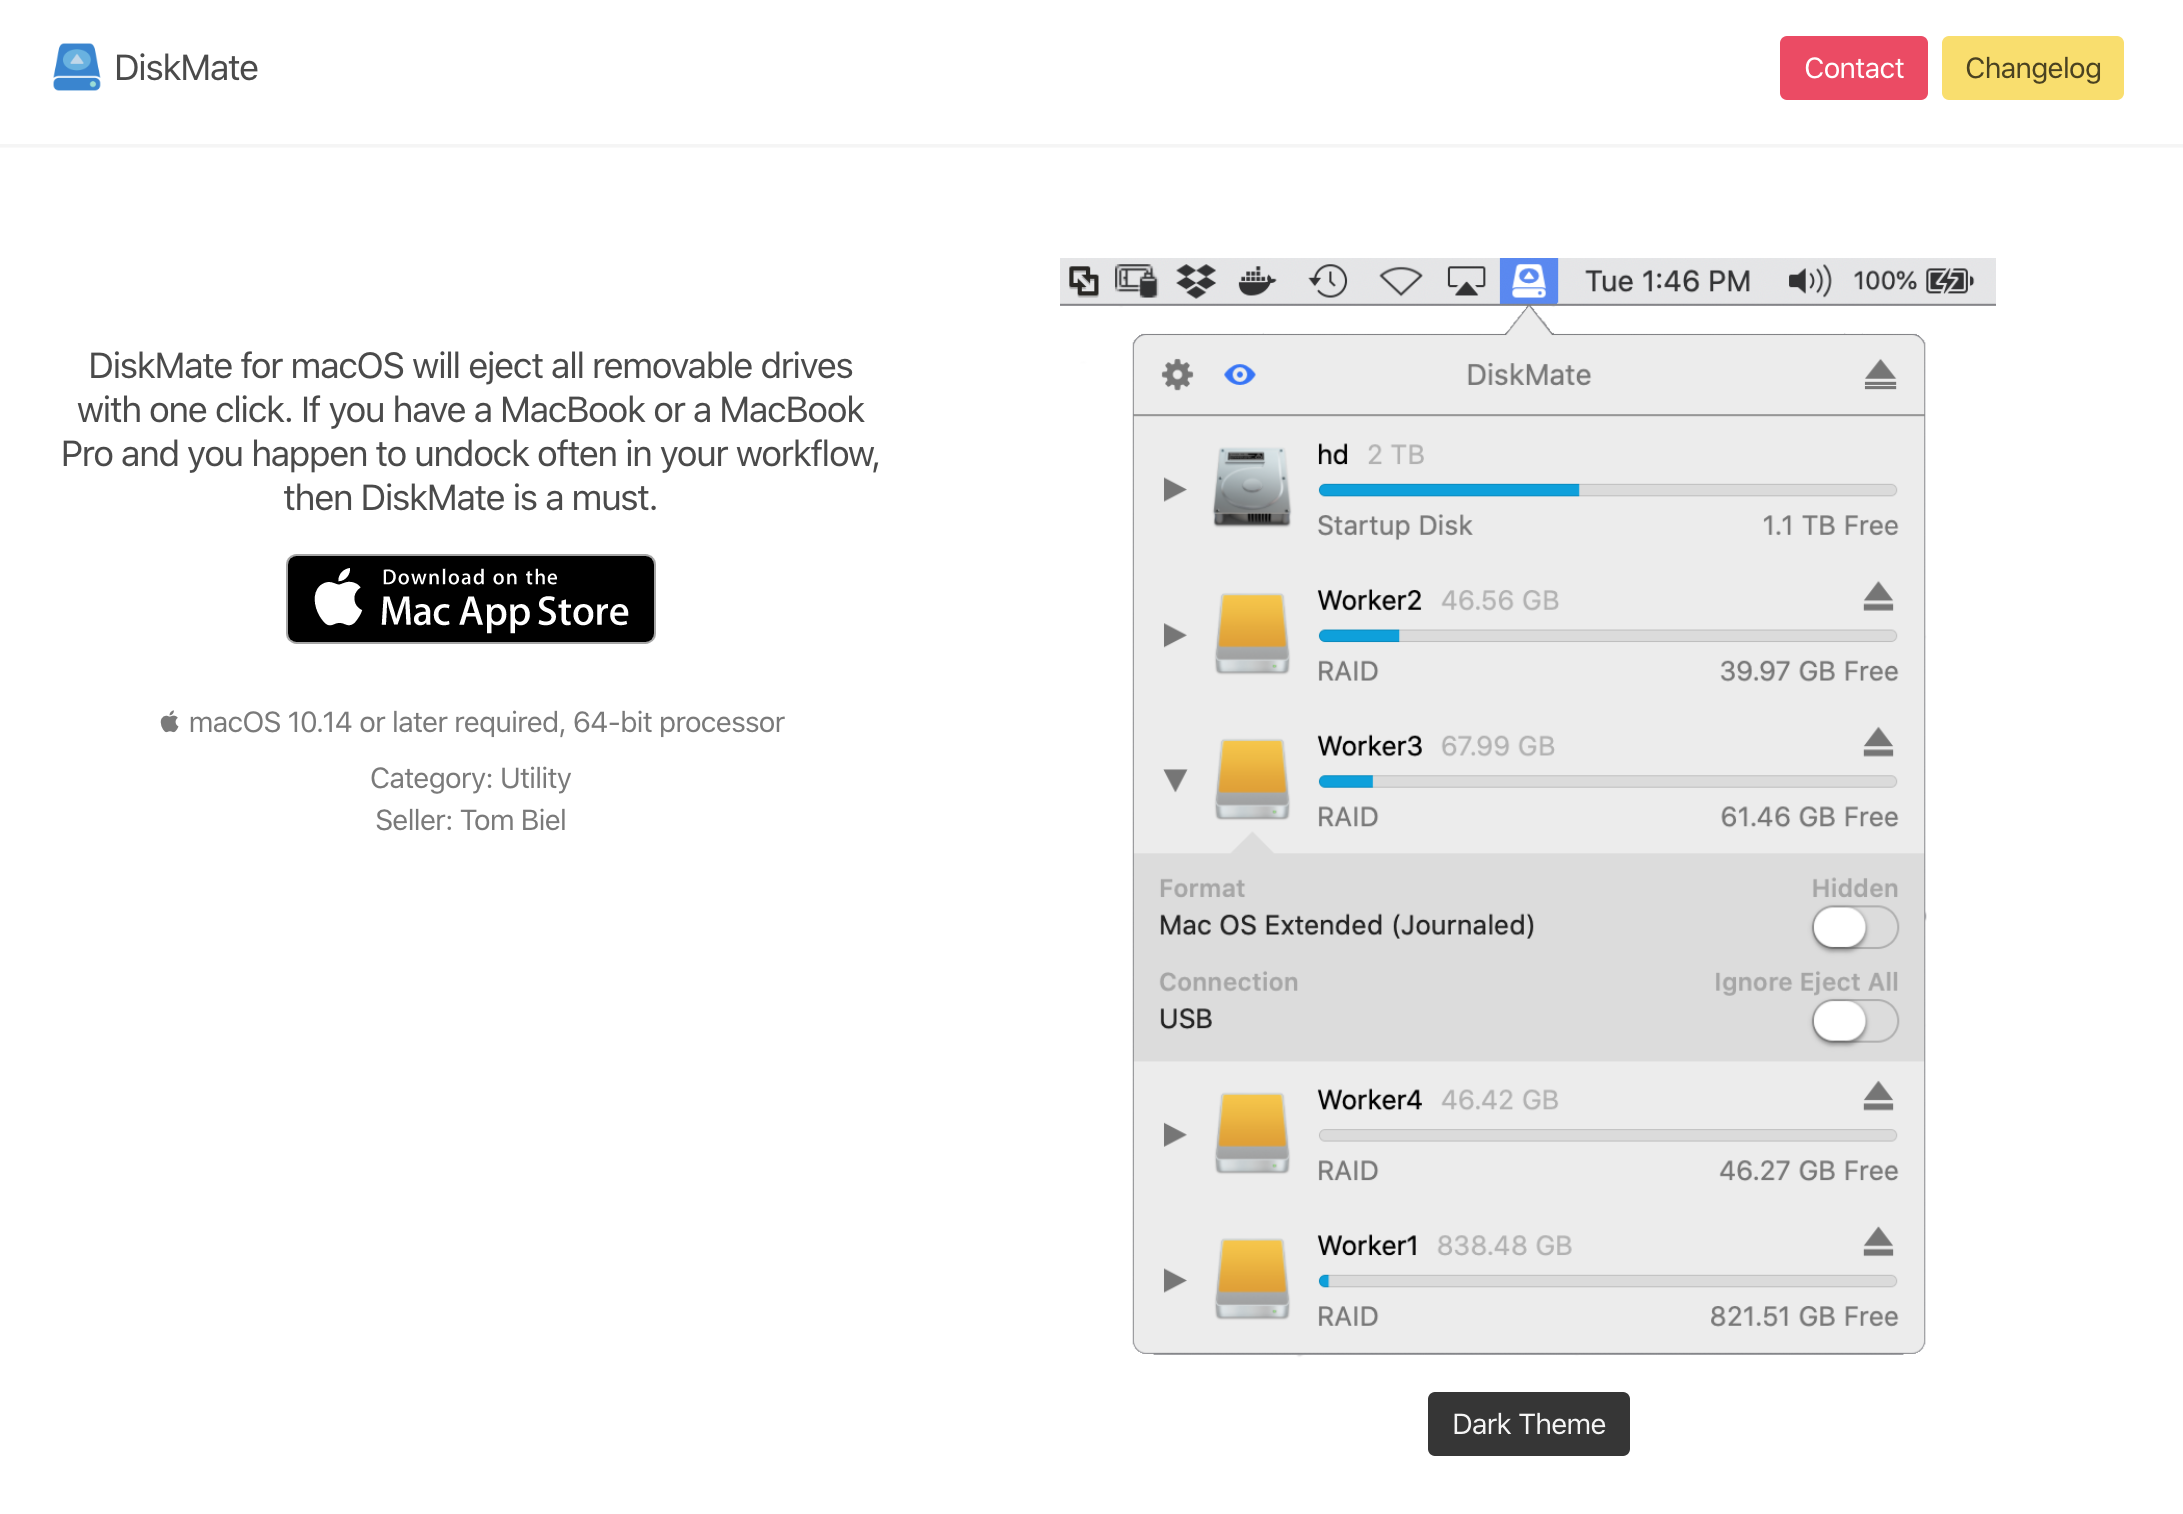 DiskMate
Contact
Changelog
DiskMate for macOS will eject all removable drives
with one click. If you have a MacBook or a MacBook
Pro and you happen to undock often in your workflow,
then DiskMate is a must.
Download on the
Mac App Store
macOS 10.14 or later required, 64-bit processor
Category: Utility
Seller: Tom Biel
Tue 1:46 PM 100%
DiskMate
hd 2 TB
Startup Disk 1.1 TB Free
Worker2 46.56 GB
RAID 39.97 GB Free
Worker3 67.99 GB
RAID 61.46 GB Free
Format Hidden
Mac OS Extended (Journaled)
Connection Ignore Eject All
USB
Worker4 46.42 GB
RAID 46.27 GB Free
Worker1 838.48 GB
RAID 821.51 GB Free
Dark Theme